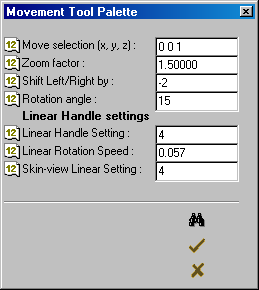 Movement Tool Palette
12 Move selection (x, y, z) : 0 0 1
12 Zoom factor : 1.50000
12 Shift Left/Right by : -2
12 Rotation angle : 15
Linear Handle settings
12 Linear Handle Setting : 4
12 Linear Rotation Speed : 0.057
12 Skin-view Linear Setting : 4